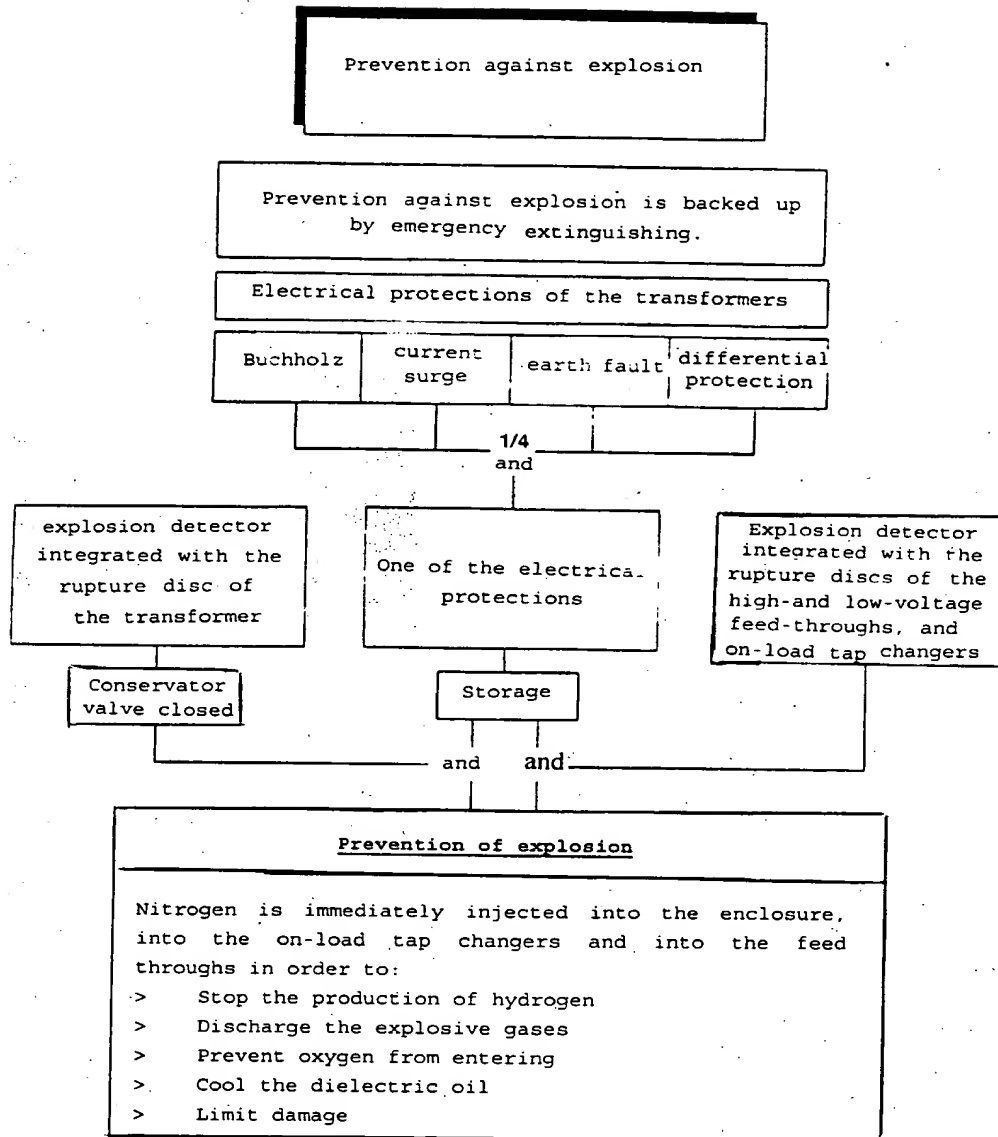 Prevention against explosion
Prevention against explosion is backed up
by emergency extinguishing.
Electrical protections of the transformers
Buchholz
current
surge
earth fault
differential
protection
1/4
and
explosion detector
integrated with the
rupture disc of
the transformer
One of the electrical
protections
Explosion detector
integrated with the
rupture discs of the
high-and low-voltage
feed-throughs, and
on-load tap changers
Conservator
valve closed
Storage
and and
Prevention of explosion
Nitrogen is immediately injected into the enclosure,
into the on-load tap changers and into the feed
throughs in order to:
> Stop the production of hydrogen
> Discharge the explosive gases
> Prevent oxygen from entering
> Cool the dielectric oil
> Limit damage